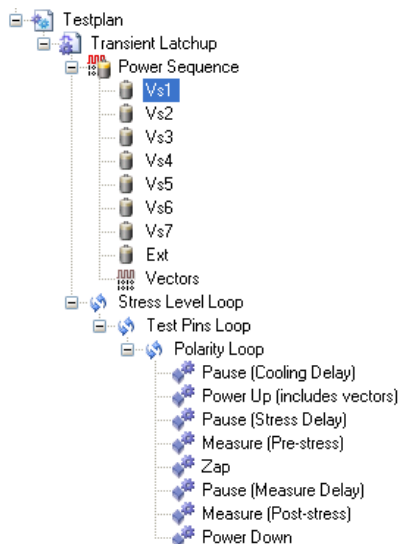 Testplan
Transient Latchup
Power Sequence
Vs1
Vs2
Vs3
Vs4
Vs5
Vs6
Vs7
Ext
Vectors
Stress Level Loop
Test Pins Loop
Polarity Loop
Pause (Cooling Delay)
Power Up (includes vectors)
Pause (Stress Delay)
Measure (Pre-stress)
Zap
Pause (Measure Delay)
Measure (Post-stress)
Power Down